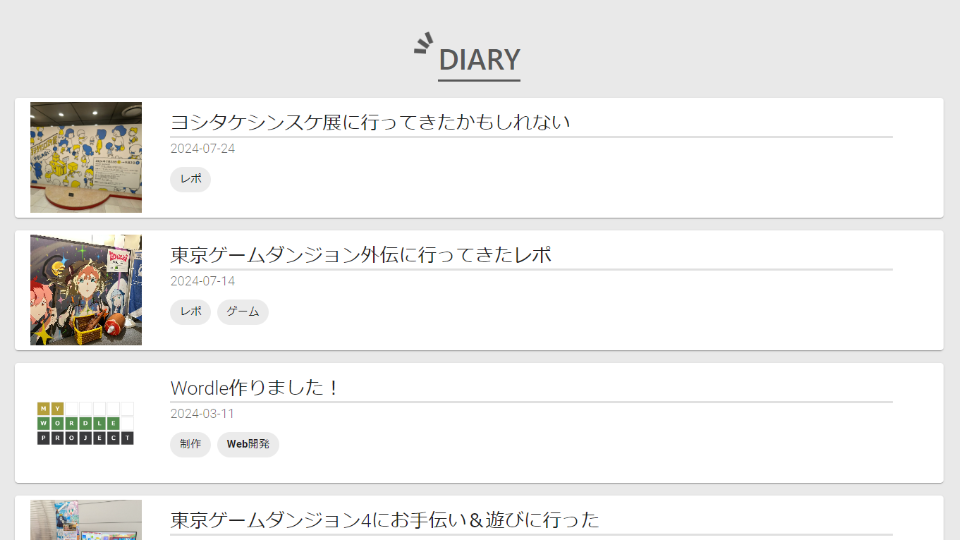 DIARY
ヨシタケシンスケ展に行ってきたかもしれない
2024-07-24
レポ
東京ゲームダンジョン外伝に行ってきたレポ
2024-07-14
レポ ゲーム
Wordle作りました！
MY
WORDLE
PROJECT
2024-03-11
制作 Web開発
東京ゲームダンジョン4にお手伝い＆遊びに行った